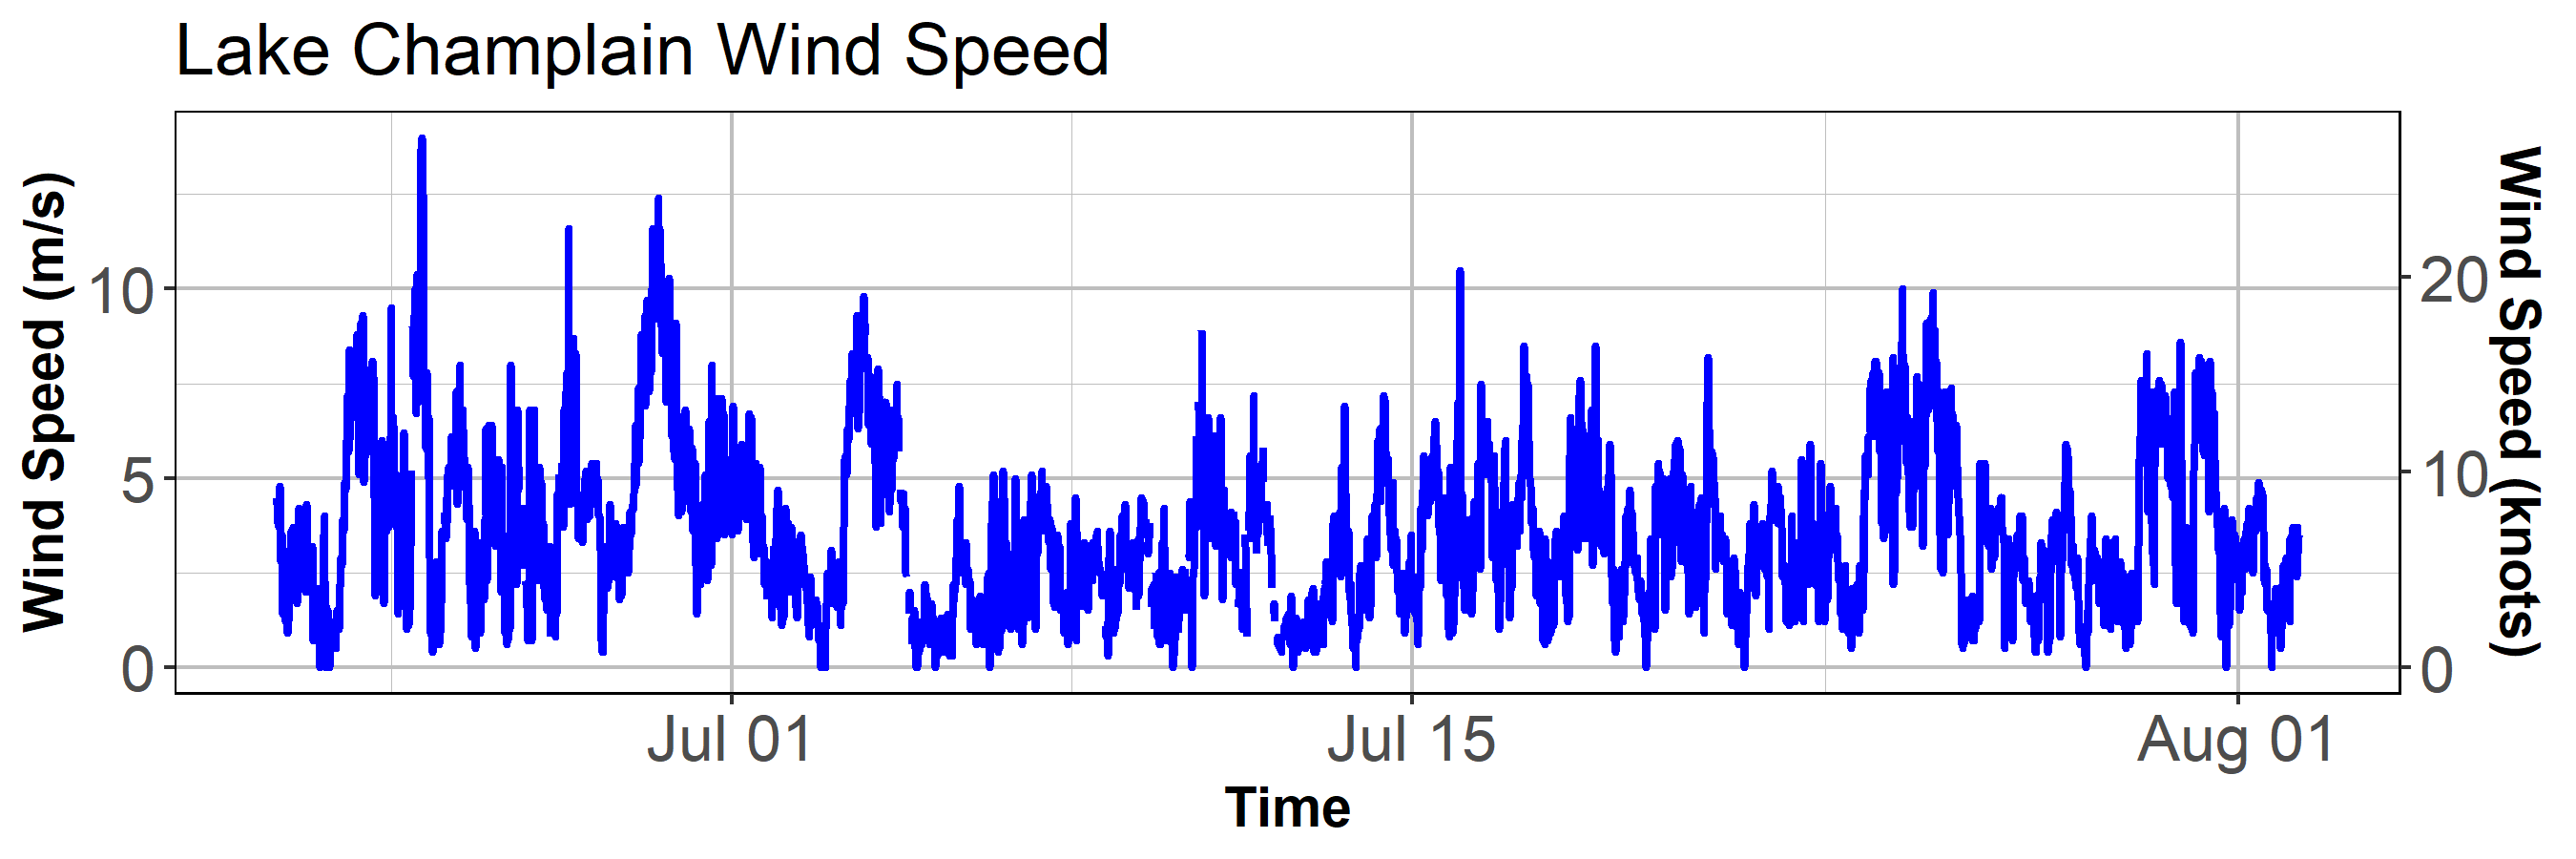 Lake Champlain Wind Speed
Wind Speed (m/s)
10
5
0
20
10
0
Wind Speed (knots)
Jul 01
Jul 15
Aug 01
Time